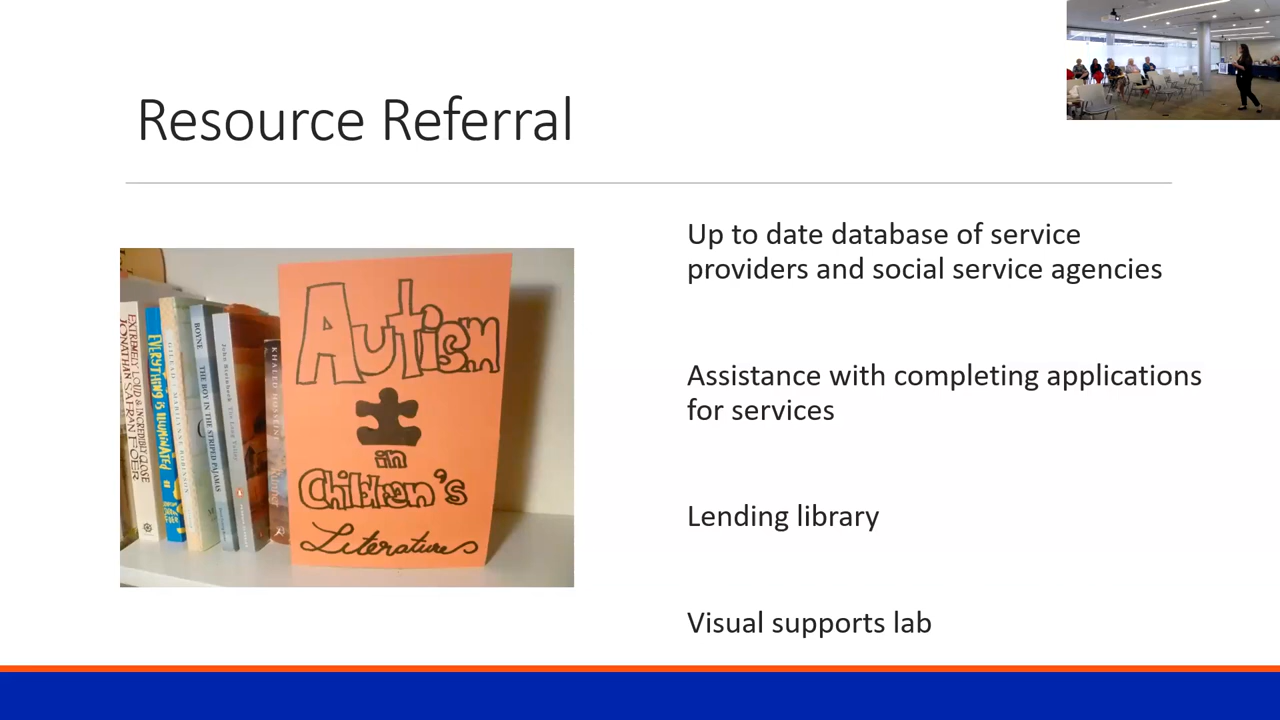 Resource Referral
Up to date database of service
providers and social service agencies
Assistance with completing applications
for services
Lending library
Visual supports lab
EXTREMELY LOUD & INCREDIBLY CLOSE
JONATHAN SAFRAN FOER
EVERYTHING IS ILLUMINATED
BOYNE THE BOY IN THE STRIPED PAJAMAS
KHALED HOSSEINI
Autism
in
Children's
Literature